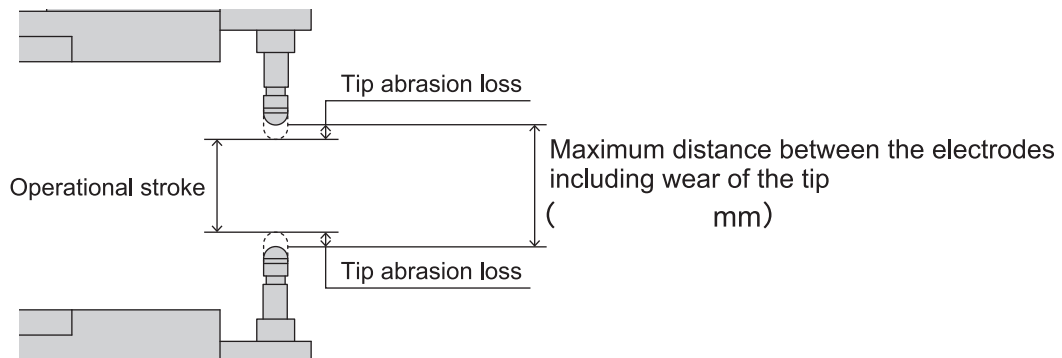 Tip abrasion loss
Maximum distance between the electrodes
including wear of the tip
( mm)
Operational stroke
Tip abrasion loss